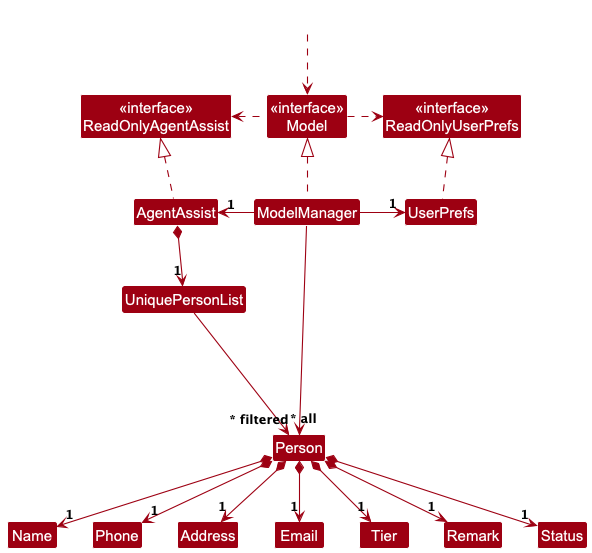 «interface»
ReadOnlyAgentAssist
«interface»
Model
«interface»
ReadOnlyUserPrefs
AgentAssist
1
ModelManager
1
UserPrefs
1
UniquePersonList
* filtered
* all
Person
1
1
1
1
1
1
1
Name
Phone
Address
Email
Tier
Remark
Status